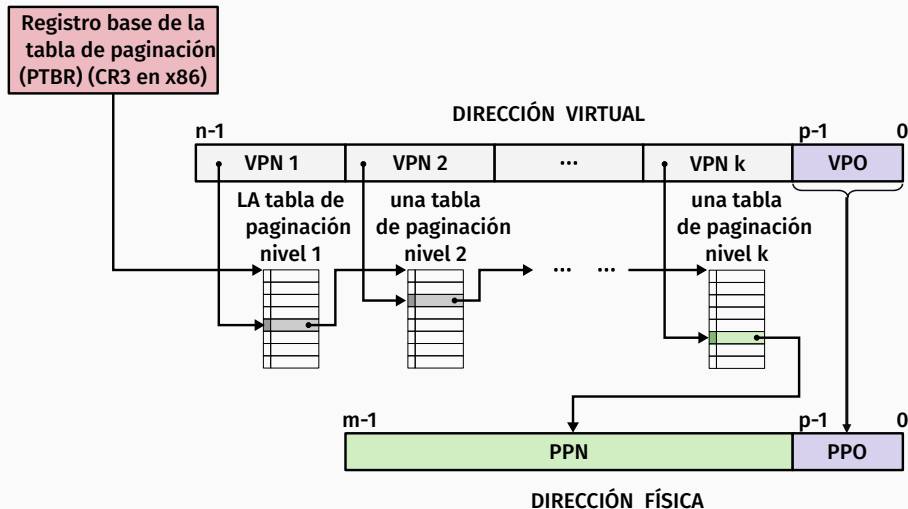 Registro base de la
tabla de paginación
(PTBR) (CR3 en x86)
DIRECCIÓN VIRTUAL
n-1
p-1
0
VPN 1
VPN 2
...
VPN k
VPO
LA tabla de
paginación
nivel 1
una tabla
de paginación
nivel 2
una tabla
de paginación
nivel k
... ...
m-1
p-1
0
PPN
PPO
DIRECCIÓN FÍSICA